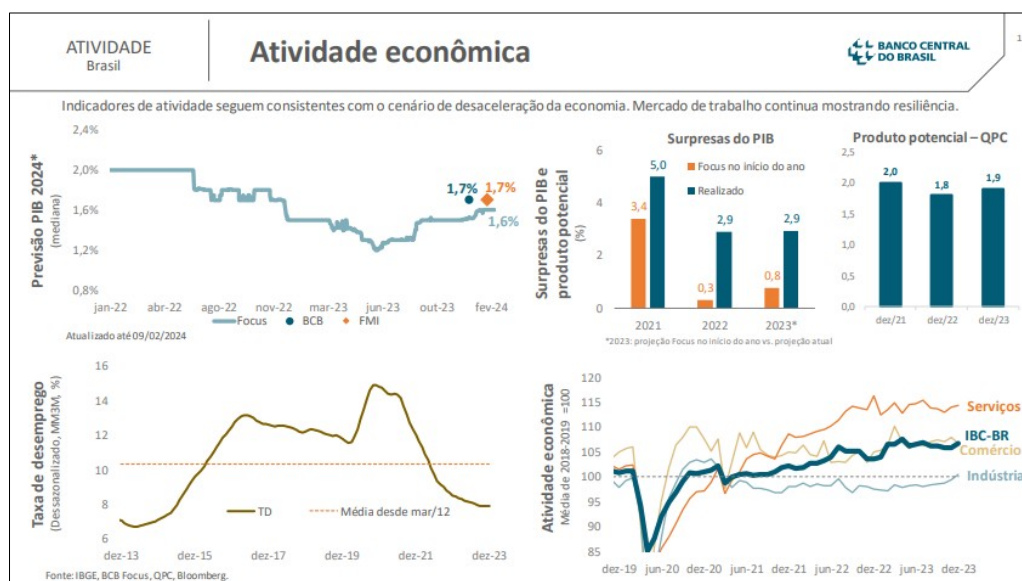 ATIVIDADE
Brasil
Atividade econômica
BANCO CENTRAL
DO BRASIL
1
Indicadores de atividade seguem consistentes com o cenário de desaceleração da economia. Mercado de trabalho continua mostrando resiliência.
Previsão PIB 2024*
(mediana)
2,4%
2,0%
1,6%
1,2%
0,8%
1,7%
1,7%
1,6%
jan-22
abr-22
ago-22
nov-22
mar-23
jun-23
out-23
fev-24
Focus
BCB
FMI
Atualizado até 09/02/2024
Surpresas do PIB e
produto potencial
(%)
Surpresas do PIB
6
4
2
0
Focus no início do ano
Realizado
3,4
5,0
0,3
2,9
0,8
2,9
2021
2022
2023*
*2023: projeção Focus no início do ano vs. projeção atual
Produto potencial – QPC
2,5
2,0
1,5
1,0
0,5
0,0
2,0
1,8
1,9
dez/21
dez/22
dez/23
Taxa de desemprego
(Dessazonalizado, MM3M, %)
16
14
12
10
8
6
TD
Média desde mar/12
dez-13
dez-15
dez-17
dez-19
dez-21
dez-23
Fonte: IBGE, BCB Focus, QPC, Bloomberg.
Atividade econômica
Média de 2018-2019 =100
120
115
110
105
100
95
90
85
Serviços
IBC-BR
Comércio
Indústria
dez-19
jun-20
dez-20
jun-21
dez-21
jun-22
dez-22
jun-23
dez-23